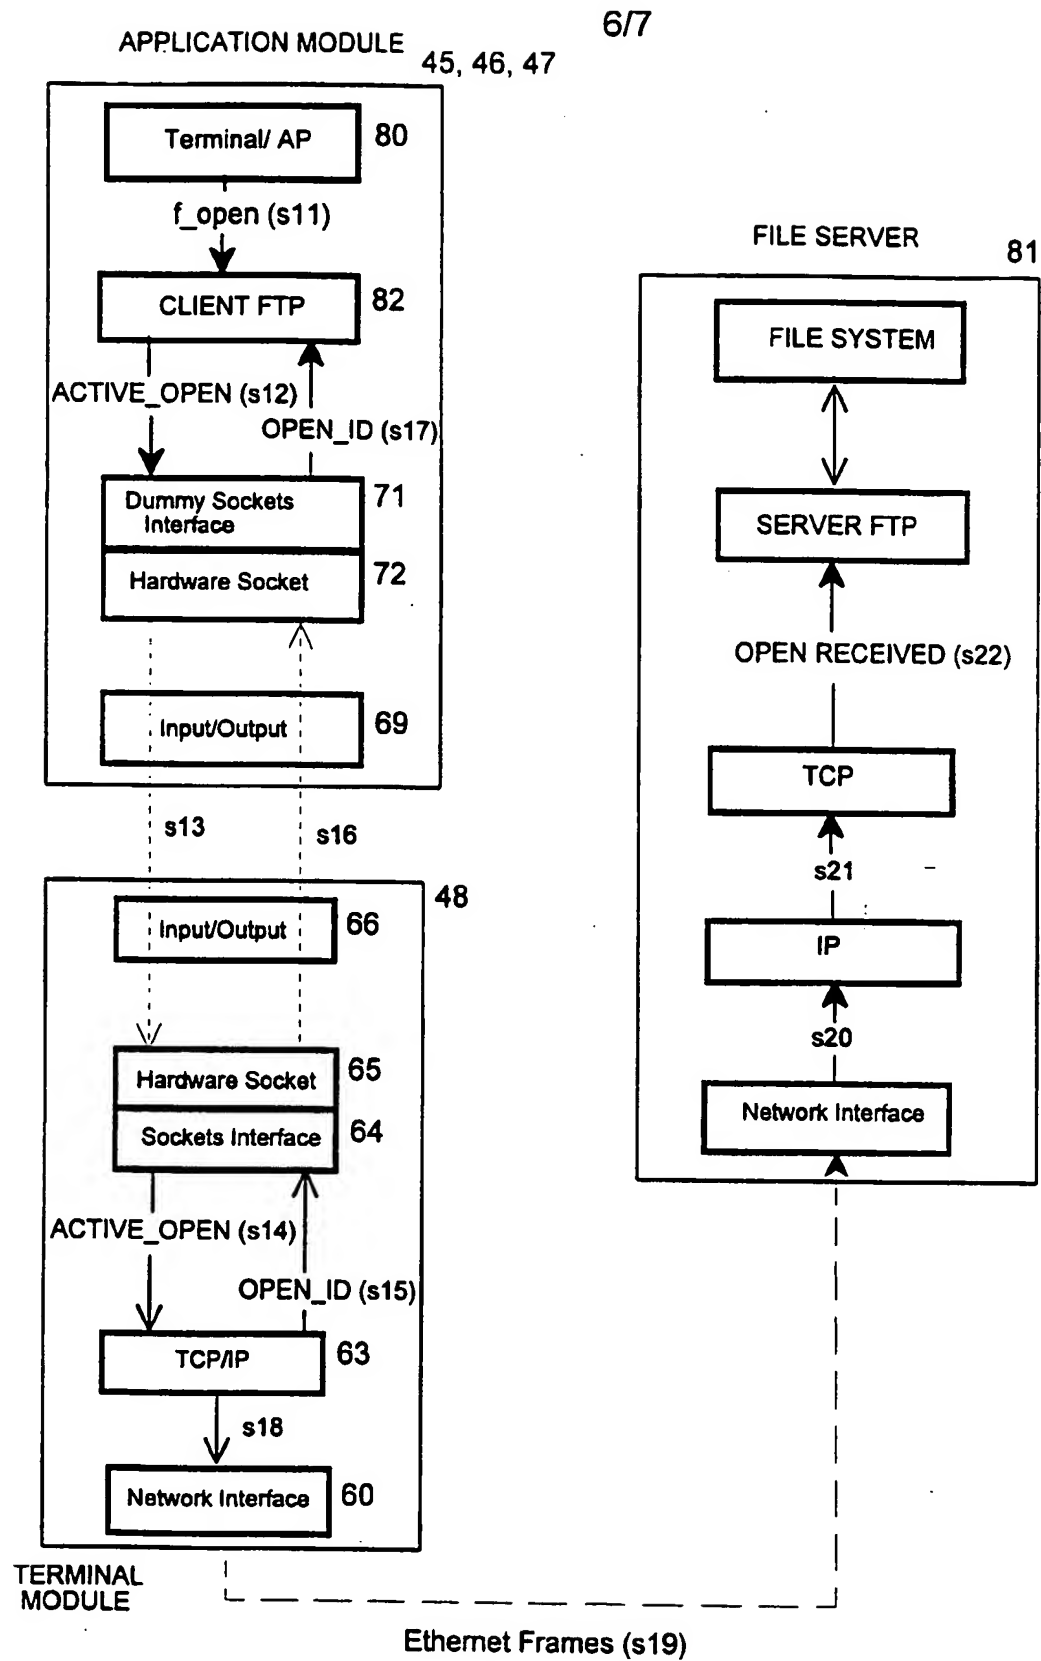 6/7
APPLICATION MODULE
45, 46, 47
Terminal/ AP
80
f_open (s11)
CLIENT FTP
82
ACTIVE_OPEN (s12)
OPEN_ID (s17)
Dummy Sockets
Interface
71
Hardware Socket
72
Input/Output
69
s13
s16
48
Input/Output
66
Hardware Socket
65
Sockets Interface
64
ACTIVE_OPEN (s14)
OPEN_ID (s15)
TCP/IP
63
s18
Network Interface
60
TERMINAL
MODULE
Ethernet Frames (s19)
FILE SERVER
81
FILE SYSTEM
SERVER FTP
OPEN RECEIVED (s22)
TCP
s21
IP
s20
Network Interface